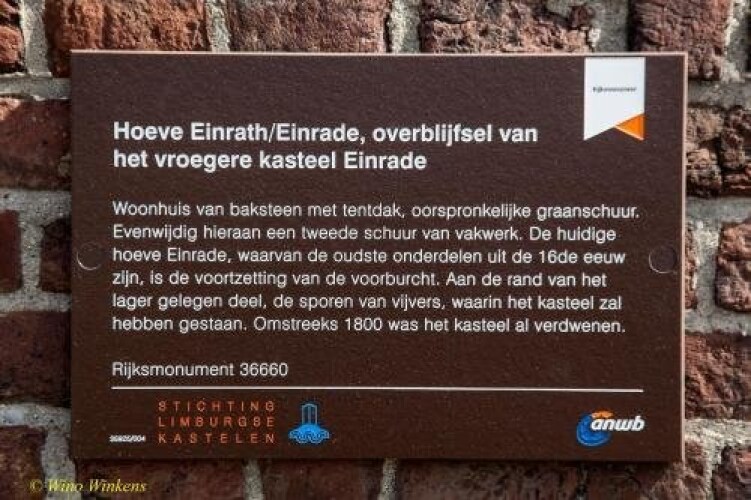 Rijksmonument
Hoeve Einrath/Einrade, overblijfsel van
het vroegere kasteel Einrade
Woonhuis van baksteen met tentdak, oorspronkelijke graanschuur.
Evenwijdig hieraan een tweede schuur van vakwerk. De huidige
hoeve Einrade, waarvan de oudste onderdelen uit de 16de eeuw
zijn, is de voortzetting van de voorburcht. Aan de rand van het
lager gelegen deel, de sporen van vijvers, waarin het kasteel zal
hebben gestaan. Omstreeks 1800 was het kasteel al verdwenen.
Rijksmonument 36660
STICHTING
LIMBURGSE
KASTELEN
anwb
© Wino Winkens